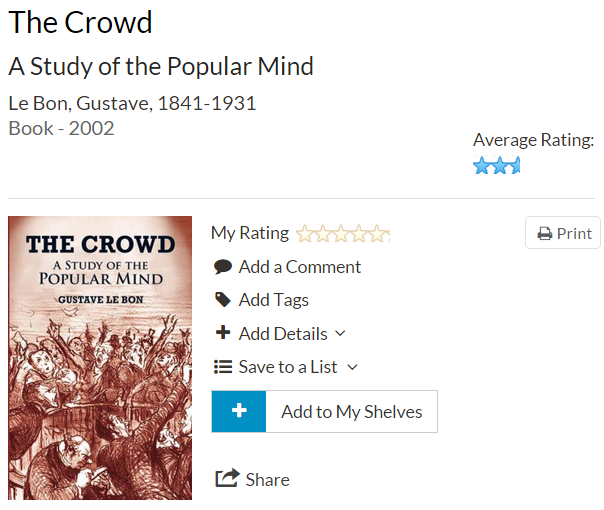 The Crowd
A Study of the Popular Mind
Le Bon, Gustave, 1841-1931
Book - 2002
Average Rating:
THE CROWD
A STUDY OF THE
POPULAR MIND
GUSTAVE LE BON
My Rating
Print
Add a Comment
Add Tags
Add Details
Save to a List
Add to My Shelves
Share